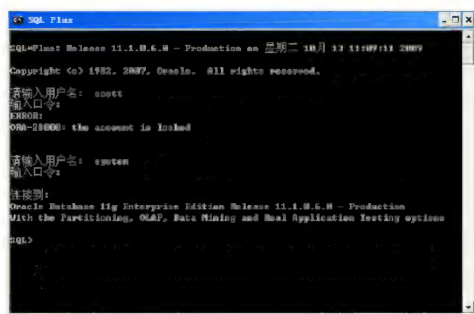 SQL Plus
SQL*Plus: Release 11.1.0.6.0 - Production on 星期二 10月 13 11:09:11 2009
Copyright (c) 1982, 2007, Oracle.  All rights reserved.
请输入用户名:  scott
输入口令:
ERROR:
ORA-28000: the account is locked
请输入用户名:  system
输入口令:
连接到:
Oracle Database 11g Enterprise Edition Release 11.1.0.6.0 - Production
With the Partitioning, OLAP, Data Mining and Real Application Testing options
SQL>